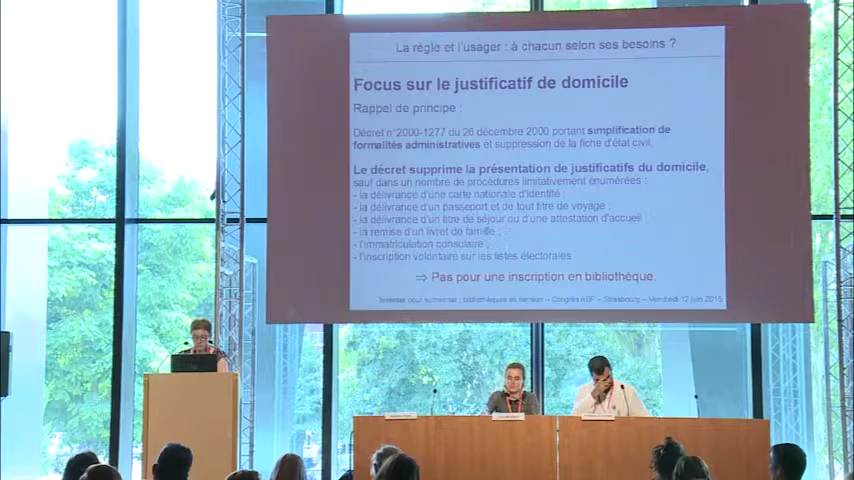 La règle et l'usager : à chacun selon ses besoins ?
Focus sur le justificatif de domicile
Rappel de principe :
Décret n°2000-1277 du 26 décembre 2000 portant simplification de
formalités administratives et suppression de la fiche d'état civil.
Le décret supprime la présentation de justificatifs du domicile,
sauf dans un nombre de procédures limitativement énumérées :
- la délivrance d'une carte nationale d'identité ;
- la délivrance d'un passeport et de tout titre de voyage ;
- la délivrance d'un titre de séjour ou d'une attestation d'accueil
- la remise d'un livret de famille ;
- l'immatriculation consulaire ;
- l'inscription volontaire sur les listes électorales
⇒ Pas pour une inscription en bibliothèque.
bibliothèques en tension – Congrès ABF – Strasbourg – Vendredi 12 juin 2015